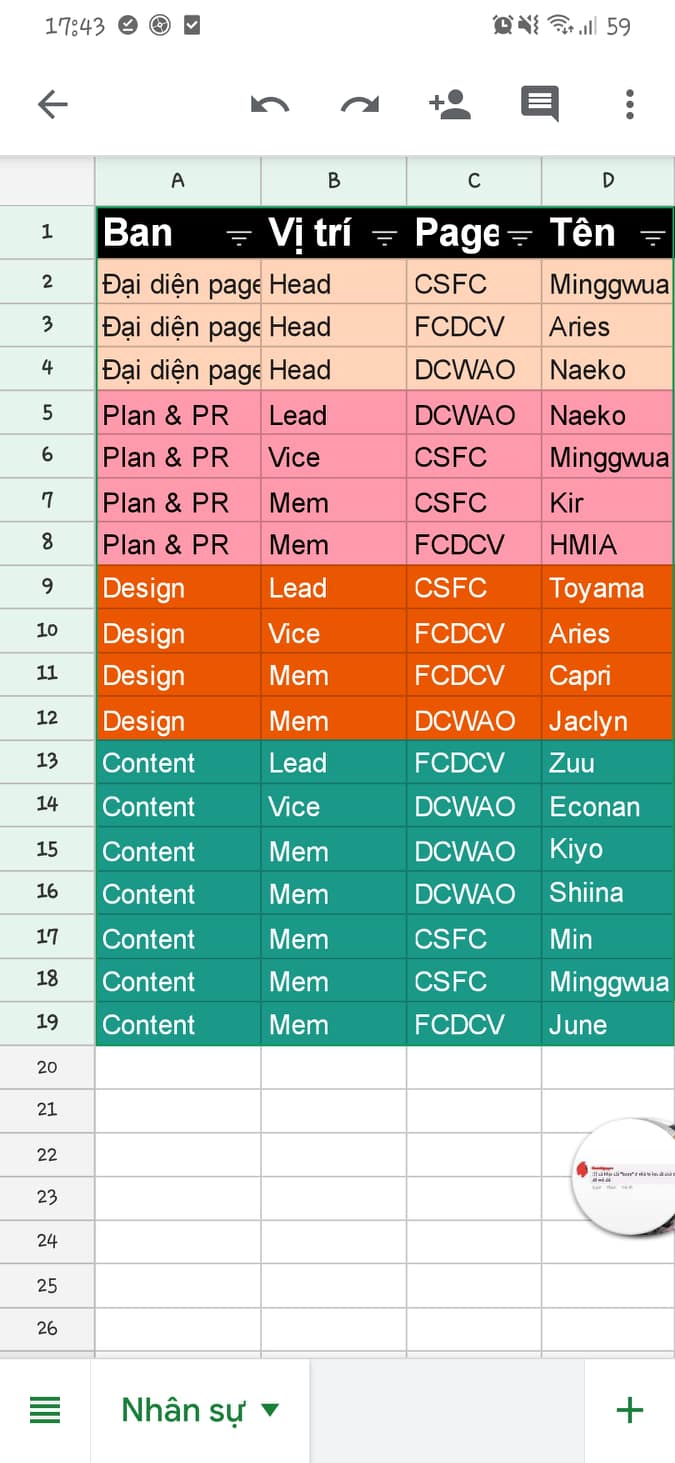 17:43 59
A B C D
1 Ban Vị trí Page Tên
2 Đại diện page Head CSFC Minggwua
3 Đại diện page Head FCDCV Aries
4 Đại diện page Head DCWAO Naeko
5 Plan & PR Lead DCWAO Naeko
6 Plan & PR Vice CSFC Minggwua
7 Plan & PR Mem CSFC Kir
8 Plan & PR Mem FCDCV HMIA
9 Design Lead CSFC Toyama
10 Design Vice FCDCV Aries
11 Design Mem FCDCV Capri
12 Design Mem DCWAO Jaclyn
13 Content Lead FCDCV Zuu
14 Content Vice DCWAO Econan
15 Content Mem DCWAO Kiyo
16 Content Mem DCWAO Shiina
17 Content Mem CSFC Min
18 Content Mem CSFC Minggwua
19 Content Mem FCDCV June
20
21
22
23
24
25
26
Nhân sự